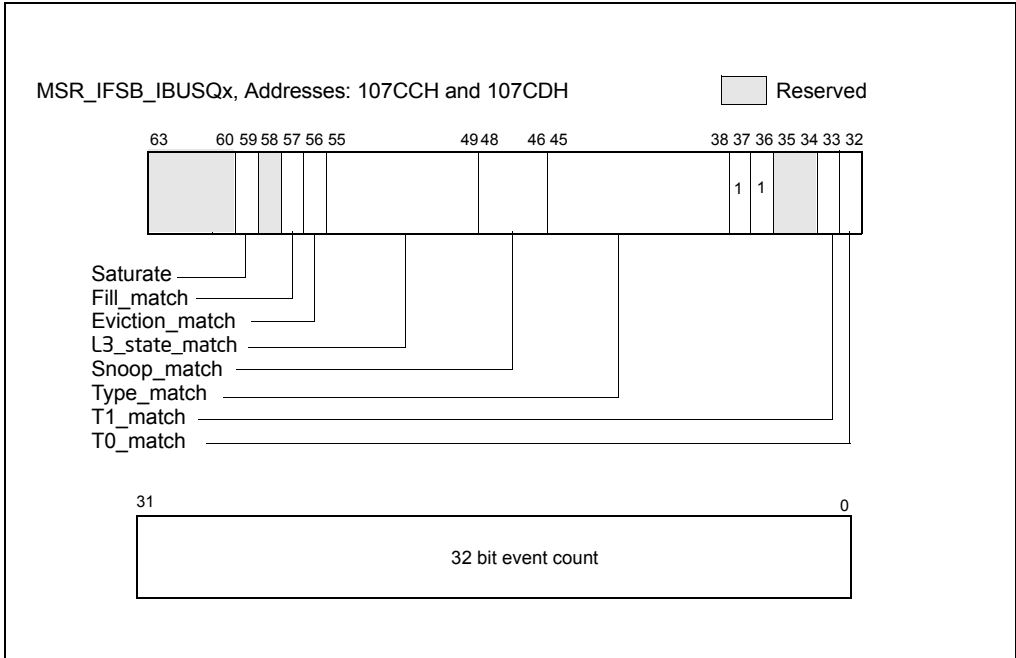 MSR_IFSB_IBUSQx, Addresses: 107CCH and 107CDH Reserved
63 60 59 58 57 56 55 49 48 46 45 38 37 36 35 34 33 32
1 1
Saturate
Fill_match
Eviction_match
L3_state_match
Snoop_match
Type_match
T1_match
T0_match
31 0
32 bit event count